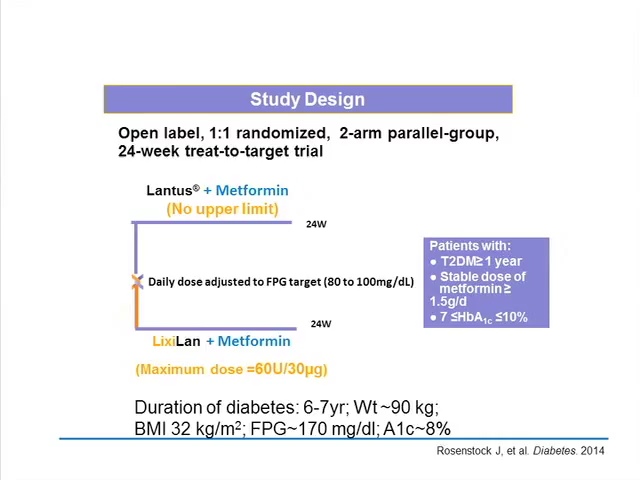 Study Design
Open label, 1:1 randomized, 2-arm parallel-group,
24-week treat-to-target trial
Lantus® + Metformin
(No upper limit)
24W
Daily dose adjusted to FPG target (80 to 100mg/dL)
Patients with:
● T2DM≥ 1 year
● Stable dose of
metformin ≥
1.5g/d
● 7 ≤HbA1c ≤10%
24W
LixiLan + Metformin
(Maximum dose =60U/30µg)
Duration of diabetes: 6-7yr; Wt ~90 kg;
BMI 32 kg/m²; FPG~170 mg/dl; A1c~8%
Rosenstock J, et al. Diabetes. 2014